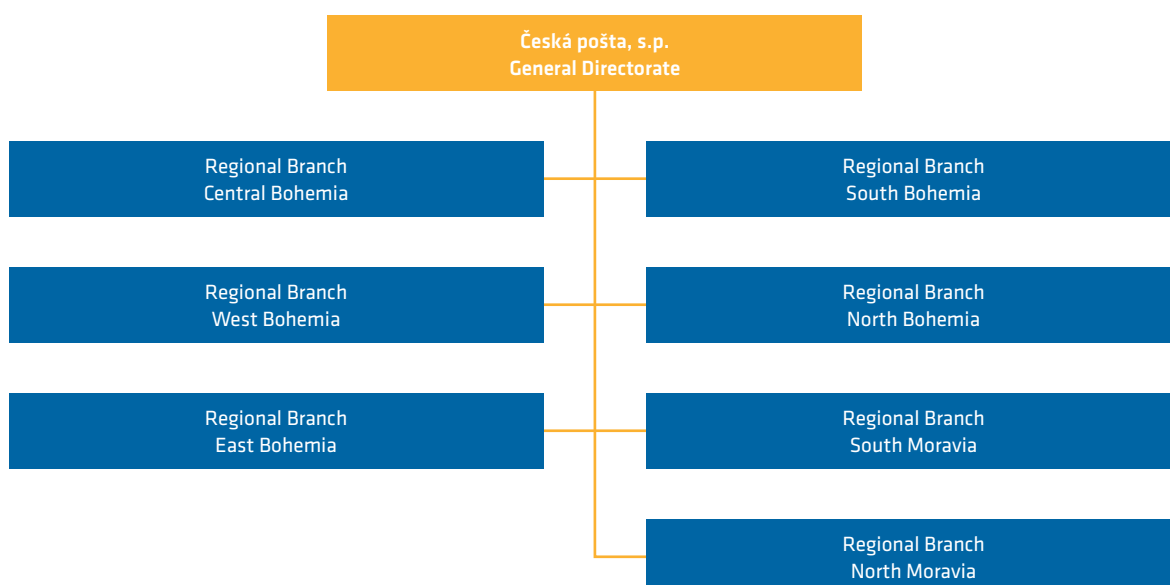 Česká pošta, s.p.
General Directorate
Regional Branch
Central Bohemia
Regional Branch
South Bohemia
Regional Branch
West Bohemia
Regional Branch
North Bohemia
Regional Branch
East Bohemia
Regional Branch
South Moravia
Regional Branch
North Moravia